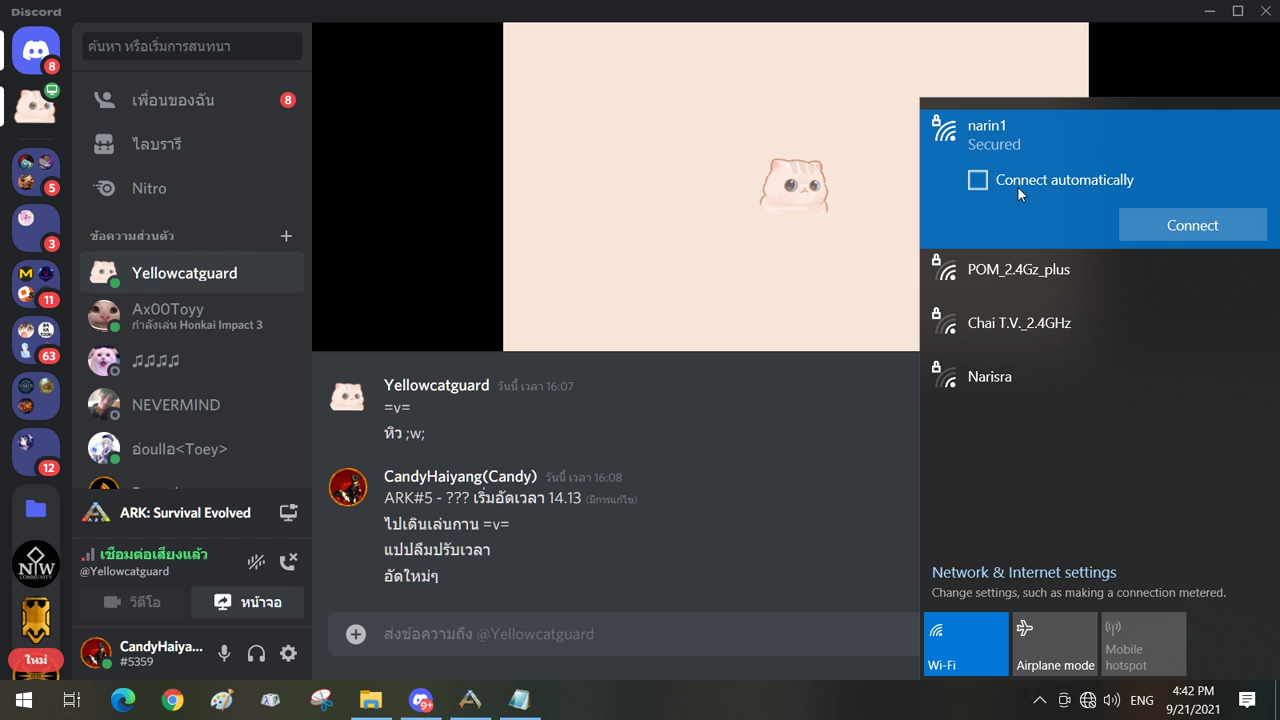 Discord
8
ค้นหา หรือเริ่มการสนทนา
เพื่อนของฉัน
8
ไลบรารี
5
Nitro
3
ข้อความส่วนตัว
Yellowcatguard
11
Ax00Toyy
กำลังเล่น Honkai Impact 3
63
♫♫♫♫
NEVERMIND
12
อ่oulla<Toey>
ARK: Survival Evolved
เชื่อมต่อเสียงแล้ว
@Yellowcatguard
วิดีโอ
หน้าจอ
NW
COMMUNITY
CandyHaiya...
#5359
ใหม่
Yellowcatguard วันนี้ เวลา 16:07
=v=
หิว ;w;
CandyHaiyang(Candy) วันนี้ เวลา 16:08
ARK#5 - ??? เริ่มอัดเวลา 14.13 (มีการแก้ไข)
ไปเดินเล่นกาน =v=
แปปลืมปรับเวลา
อัดใหม่ๆ
ส่งข้อความถึง @Yellowcatguard
narin1
Secured
Connect automatically
Connect
POM_2.4Gz_plus
Chai T.V._2.4GHz
Narisra
Network & Internet settings
Change settings, such as making a connection metered.
Wi-Fi
Airplane mode
Mobile
hotspot
9+
ENG
4:42 PM
9/21/2021